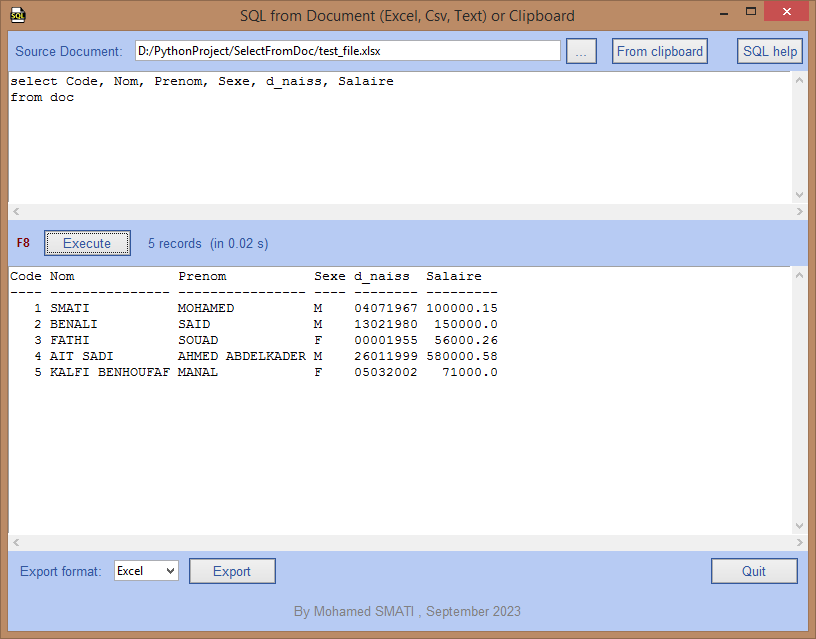 SQL
SQL from Document (Excel, Csv, Text) or Clipboard
Source Document: D:/PythonProject/SelectFromDoc/test_file.xlsx ... From clipboard SQL help
select Code, Nom, Prenom, Sexe, d_naiss, Salaire
from doc
F8 Execute 5 records (in 0.02 s)
Code Nom             Prenom           Sexe d_naiss  Salaire
---- --------------- ---------------- ---- -------- ---------
   1 SMATI           MOHAMED          M    04071967 100000.15
   2 BENALI          SAID             M    13021980  150000.0
   3 FATHI           SOUAD            F    00001955  56000.26
   4 AIT SADI        AHMED ABDELKADER M    26011999 580000.58
   5 KALFI BENHOUFAF MANAL            F    05032002   71000.0
Export format: Excel Export Quit
By Mohamed SMATI , September 2023